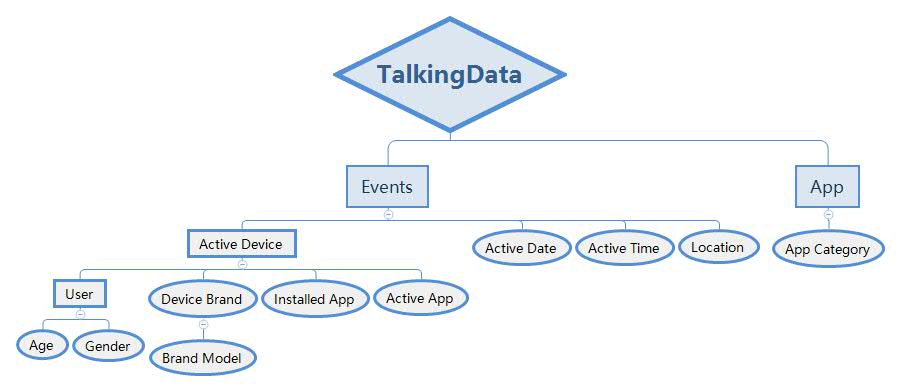 TalkingData
Events
App
Active Device
Active Date
Active Time
Location
App Category
User
Device Brand
Installed App
Active App
Age
Gender
Brand Model